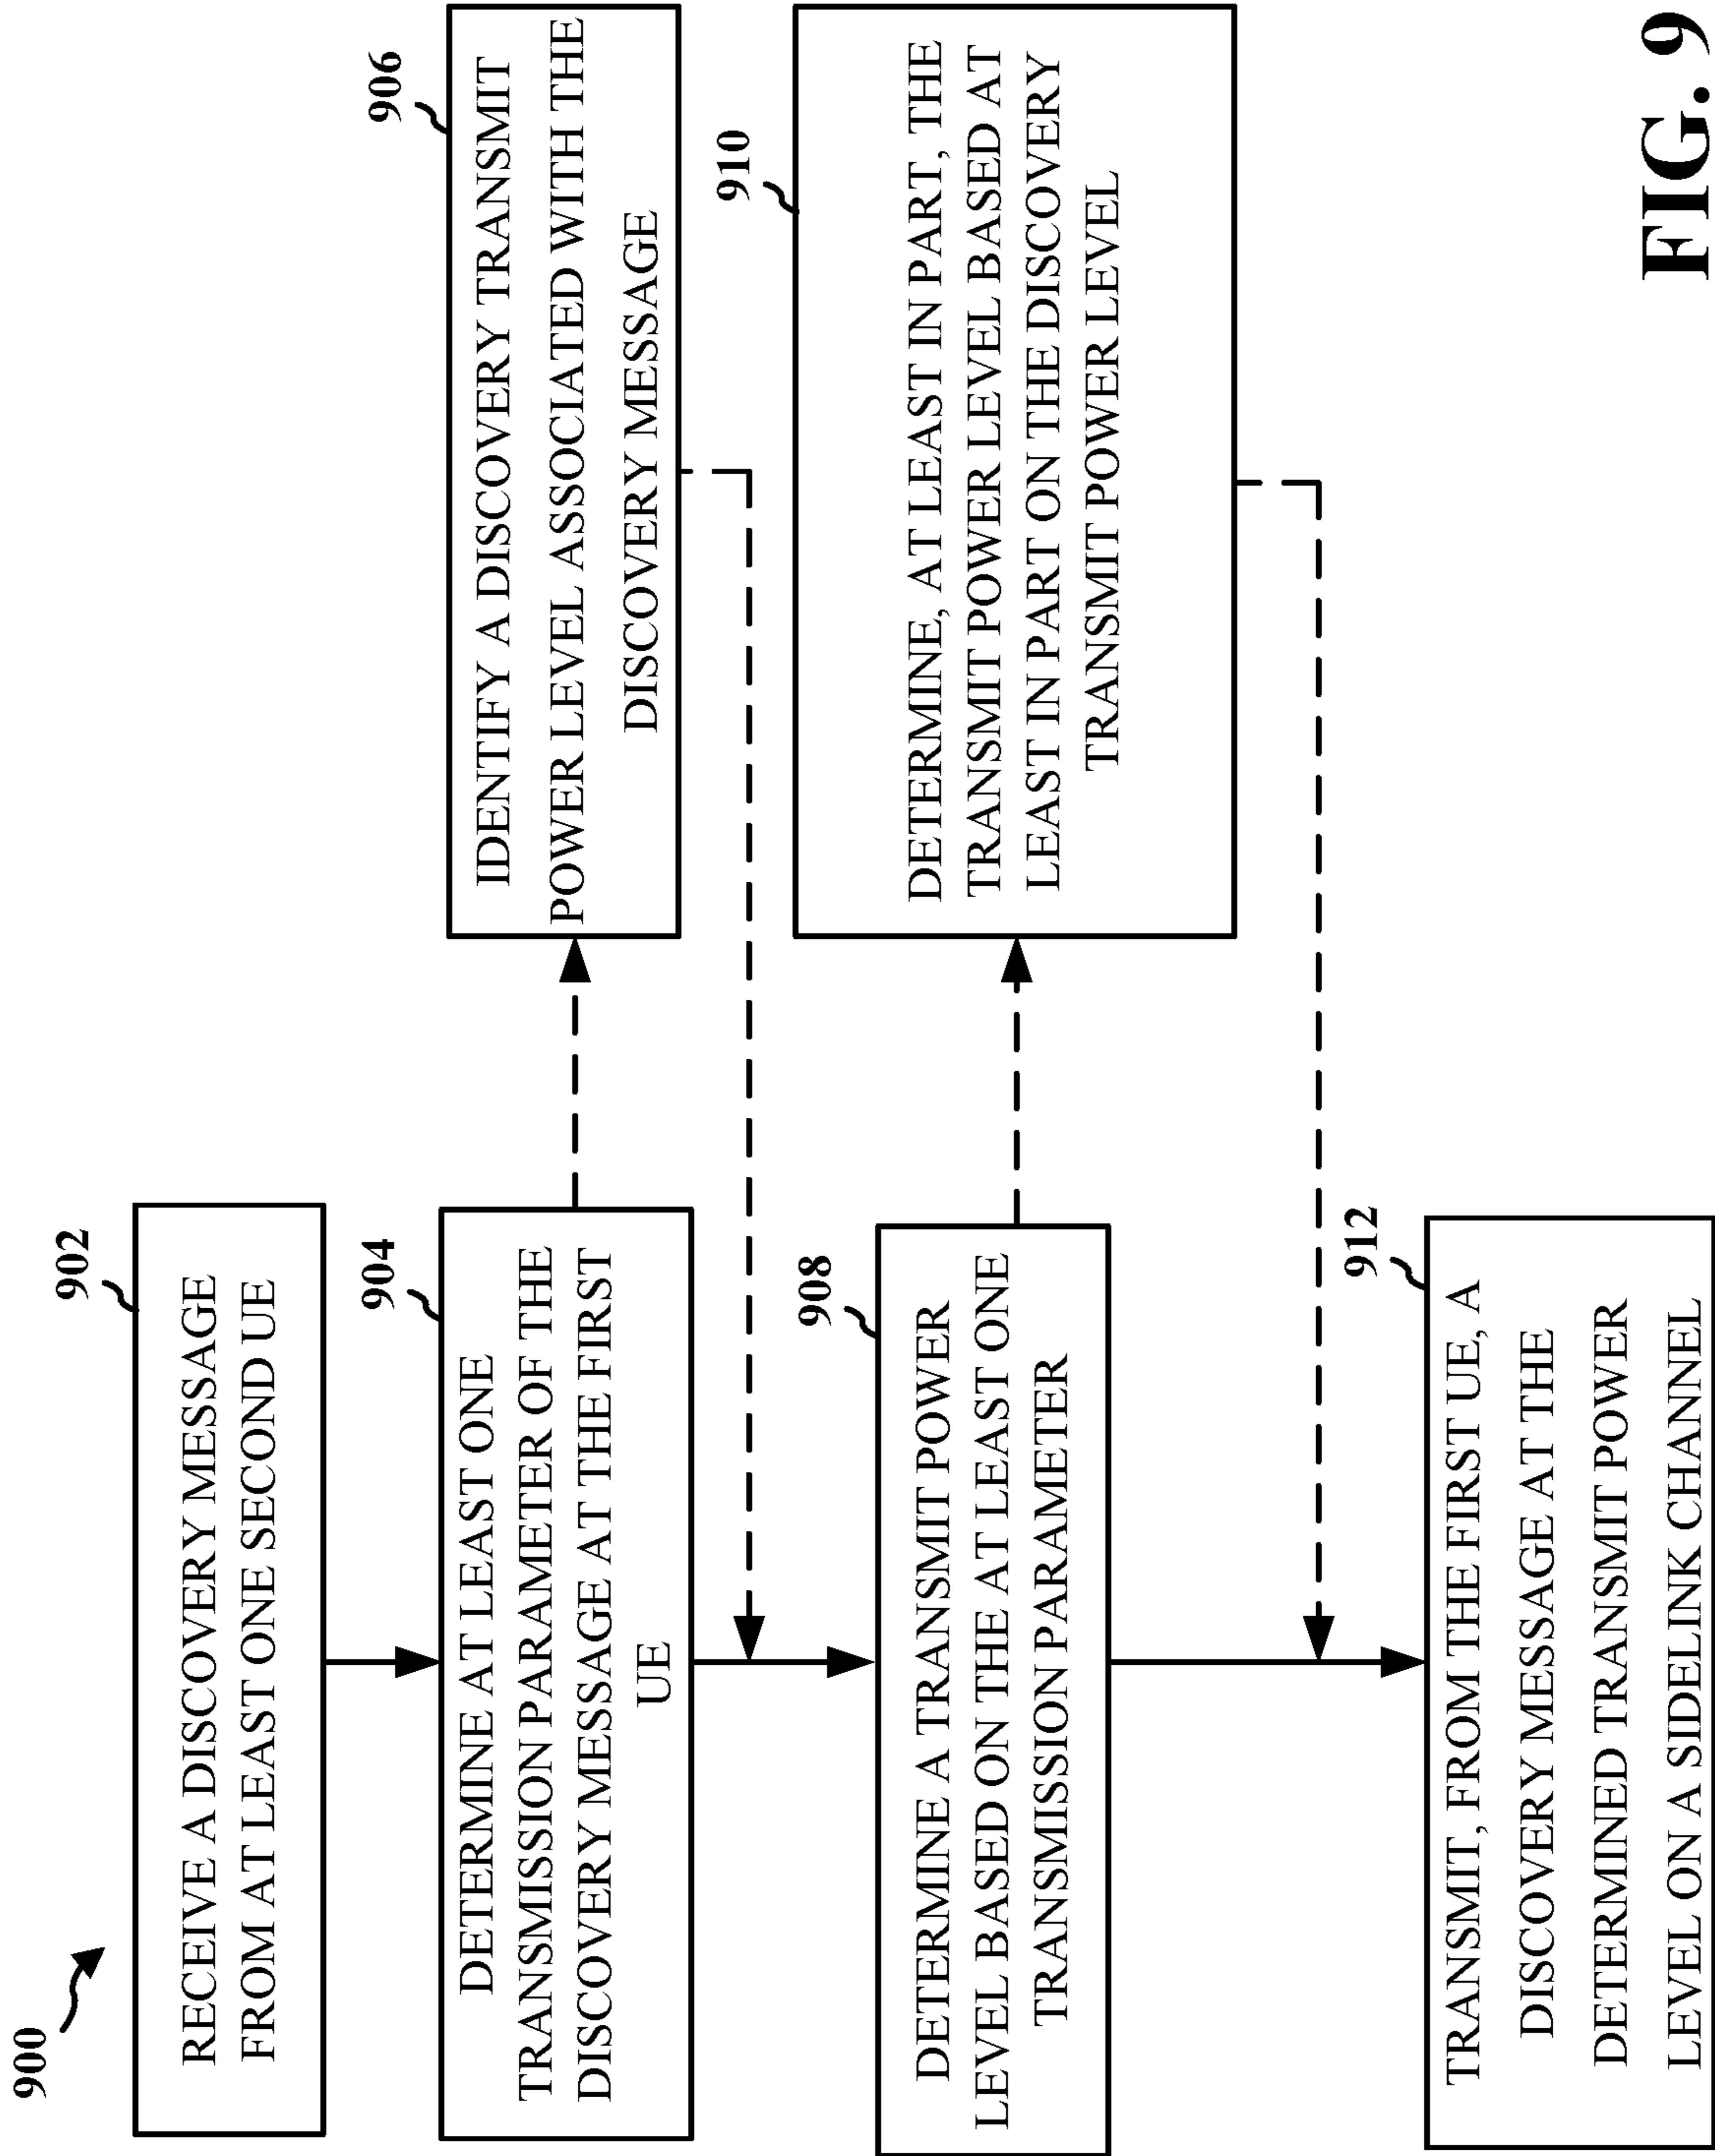 900
902
RECEIVE A DISCOVERY MESSAGE
FROM AT LEAST ONE SECOND UE
904
DETERMINE AT LEAST ONE
TRANSMISSION PARAMETER OF THE
DISCOVERY MESSAGE AT THE FIRST
UE
906
IDENTIFY A DISCOVERY TRANSMIT
POWER LEVEL ASSOCIATED WITH THE
DISCOVERY MESSAGE
908
DETERMINE A TRANSMIT POWER
LEVEL BASED ON THE AT LEAST ONE
TRANSMISSION PARAMETER
910
DETERMINE, AT LEAST IN PART, THE
TRANSMIT POWER LEVEL BASED AT
LEAST IN PART ON THE DISCOVERY
TRANSMIT POWER LEVEL
912
TRANSMIT, FROM THE FIRST UE, A
DISCOVERY MESSAGE AT THE
DETERMINED TRANSMIT POWER
LEVEL ON A SIDELINK CHANNEL
FIG. 9